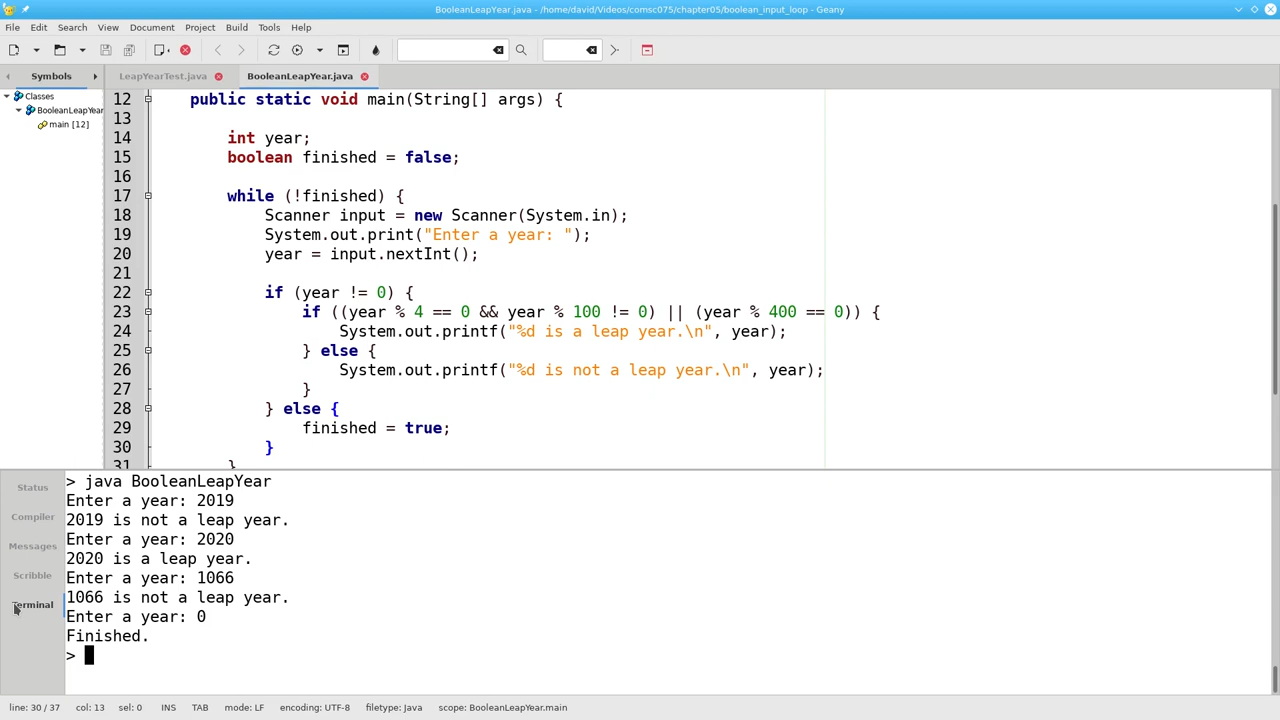 BooleanLeapYear.java - /home/david/Videos/comsc075/chapter05/boolean_input_loop - Geany
File Edit Search View Document Project Build Tools Help
Symbols LeapYearTest.java BooleanLeapYear.java
Classes
BooleanLeapYear
main [12]
12 public static void main(String[] args) {
13
14 int year;
15 boolean finished = false;
16
17 while (!finished) {
18 Scanner input = new Scanner(System.in);
19 System.out.print("Enter a year: ");
20 year = input.nextInt();
21
22 if (year != 0) {
23 if ((year % 4 == 0 && year % 100 != 0) || (year % 400 == 0)) {
24 System.out.printf("%d is a leap year.\n", year);
25 } else {
26 System.out.printf("%d is not a leap year.\n", year);
27 }
28 } else {
29 finished = true;
30 }
31 }
Status
Compiler
Messages
Scribble
Terminal
> java BooleanLeapYear
Enter a year: 2019
2019 is not a leap year.
Enter a year: 2020
2020 is a leap year.
Enter a year: 1066
1066 is not a leap year.
Enter a year: 0
Finished.
>
line: 30 / 37 col: 13 sel: 0 INS TAB mode: LF encoding: UTF-8 filetype: Java scope: BooleanLeapYear.main